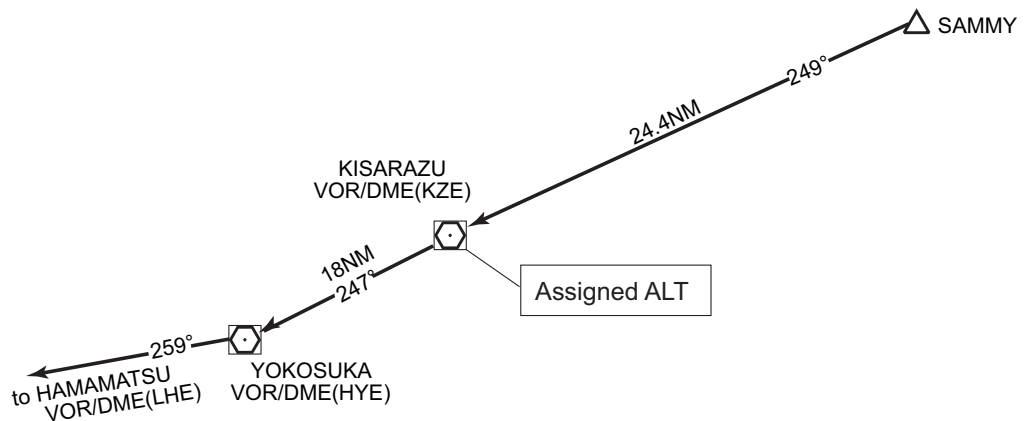 SAMMY
249°
24.4NM
KISARAZU
VOR/DME(KZE)
18NM
247°
Assigned ALT
259°
YOKOSUKA
VOR/DME(HYE)
to HAMAMATSU
VOR/DME(LHE)